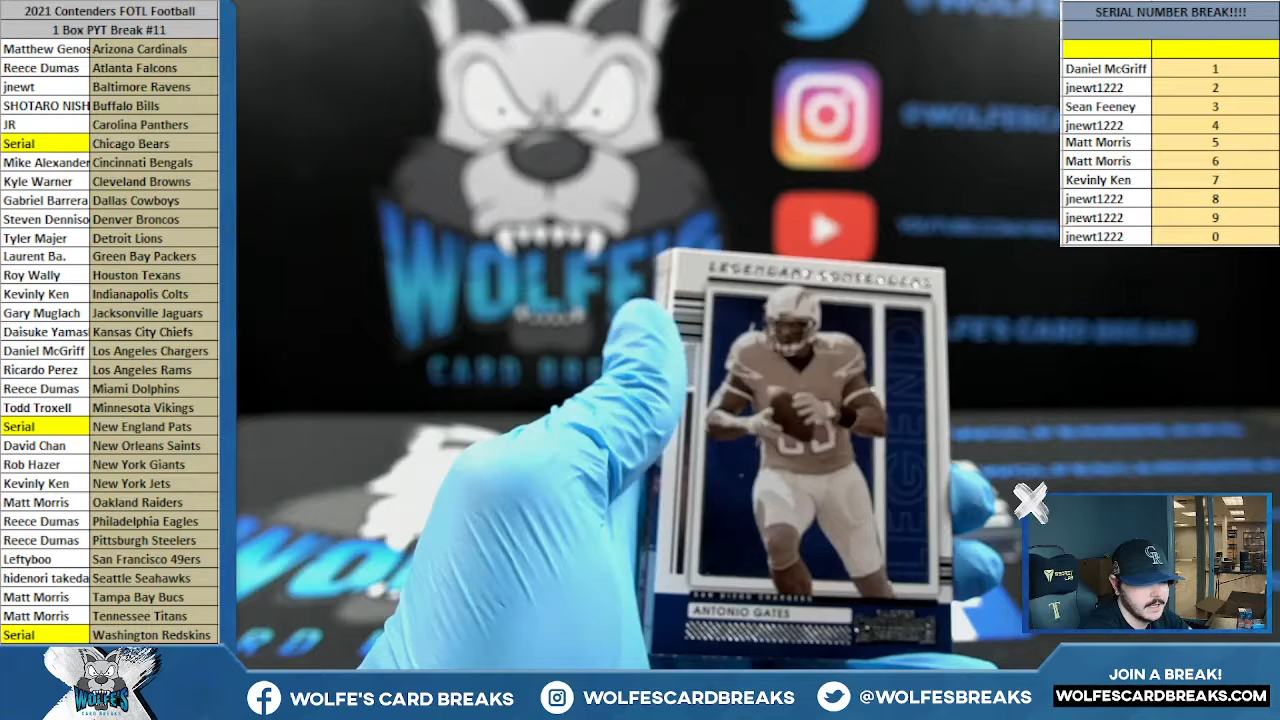 2021 Contenders FOTL Football
1 Box PYT Break #11
Matthew Genos Arizona Cardinals
Reece Dumas Atlanta Falcons
jnewt Baltimore Ravens
SHOTARO NISH Buffalo Bills
JR Carolina Panthers
Serial Chicago Bears
Mike Alexander Cincinnati Bengals
Kyle Warner Cleveland Browns
Gabriel Barrera Dallas Cowboys
Steven Denniso Denver Broncos
Tyler Majer Detroit Lions
Laurent Ba. Green Bay Packers
Roy Wally Houston Texans
Kevinly Ken Indianapolis Colts
Gary Muglach Jacksonville Jaguars
Daisuke Yamas Kansas City Chiefs
Daniel McGriff Los Angeles Chargers
Ricardo Perez Los Angeles Rams
Reece Dumas Miami Dolphins
Todd Troxell Minnesota Vikings
Serial New England Pats
David Chan New Orleans Saints
Rob Hazer New York Giants
Kevinly Ken New York Jets
Matt Morris Oakland Raiders
Reece Dumas Philadelphia Eagles
Reece Dumas Pittsburgh Steelers
Leftyboo San Francisco 49ers
hidenori takeda Seattle Seahawks
Matt Morris Tampa Bay Bucs
Matt Morris Tennessee Titans
Serial Washington Redskins
SERIAL NUMBER BREAK!!!!
Daniel McGriff 1
jnewt1222 2
Sean Feeney 3
jnewt1222 4
Matt Morris 5
Matt Morris 6
Kevinly Ken 7
jnewt1222 8
jnewt1222 9
jnewt1222 0
WOLFE'S
CARD BRE
LEGENDARY CONTENDERS
LEGEND
SAN DIEGO CHARGERS
ANTONIO GATES
WOLFE'S CARD BREAKS
WOLFE'S CARD BREAKS
WOLFESCARDBREAKS
@WOLFESBREAKS
JOIN A BREAK!
WOLFESCARDBREAKS.COM